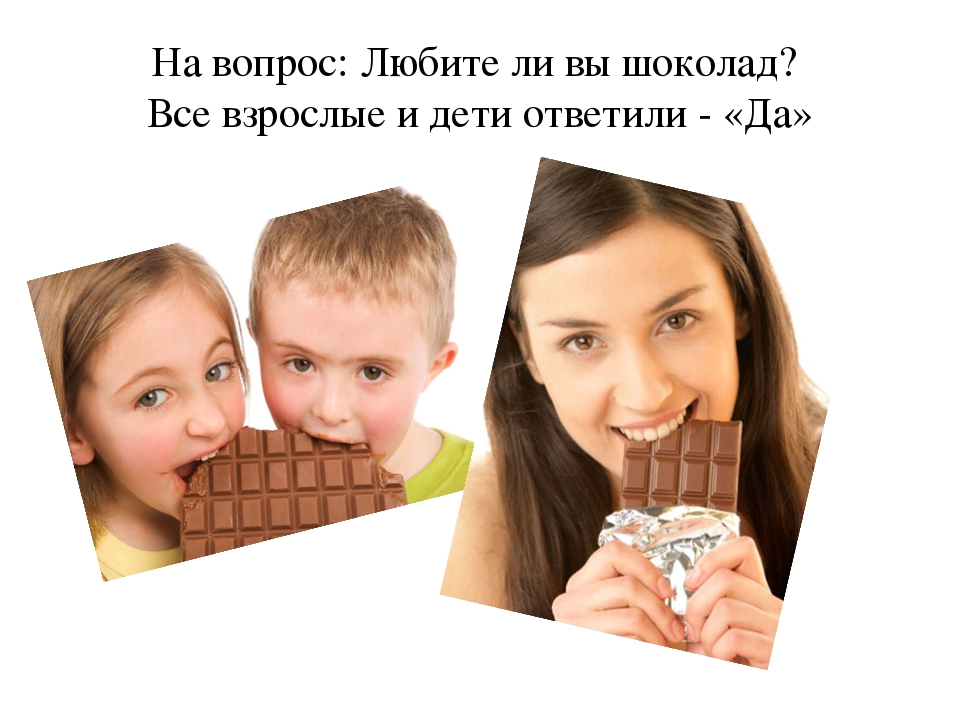 На вопрос: Любите ли вы шоколад?
Все взрослые и дети ответили - «Да»